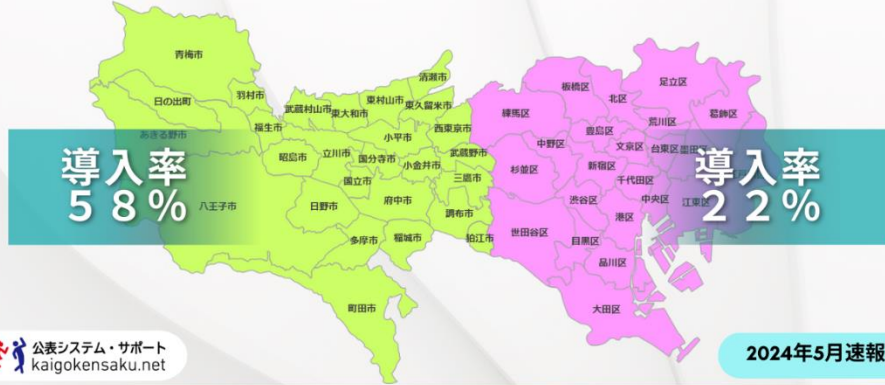 青梅市
日の出町
羽村市
あきる野市
福生市
武蔵村山市
東大和市
東村山市
清瀬市
東久留米市
西東京市
小平市
昭島市
立川市
国分寺市
小金井市
武蔵野市
三鷹市
国立市
八王子市
日野市
府中市
調布市
狛江市
多摩市
稲城市
町田市
導入率
58%
練馬区
板橋区
北区
足立区
葛飾区
荒川区
豊島区
中野区
文京区
台東区
墨田区
杉並区
新宿区
千代田区
渋谷区
中央区
江東区
港区
世田谷区
目黒区
品川区
大田区
導入率
22%
公表システム・サポート
kaigokensaku.net
2024年5月速報